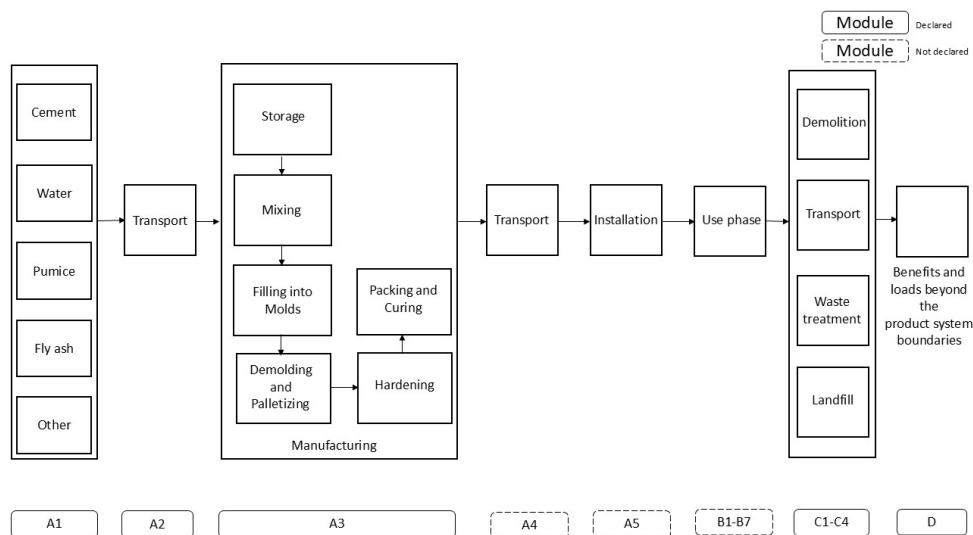 Module
Declared
Module
Not declared
Cement
Water
Pumice
Fly ash
Other
Transport
Storage
Mixing
Filling into
Molds
Demolding
and
Palletizing
Packing and
Curing
Hardening
Manufacturing
Transport
Installation
Use phase
Demolition
Transport
Waste
treatment
Landfill
Benefits and
loads beyond
the
product system
boundaries
A1
A2
A3
A4
A5
B1-B7
C1-C4
D